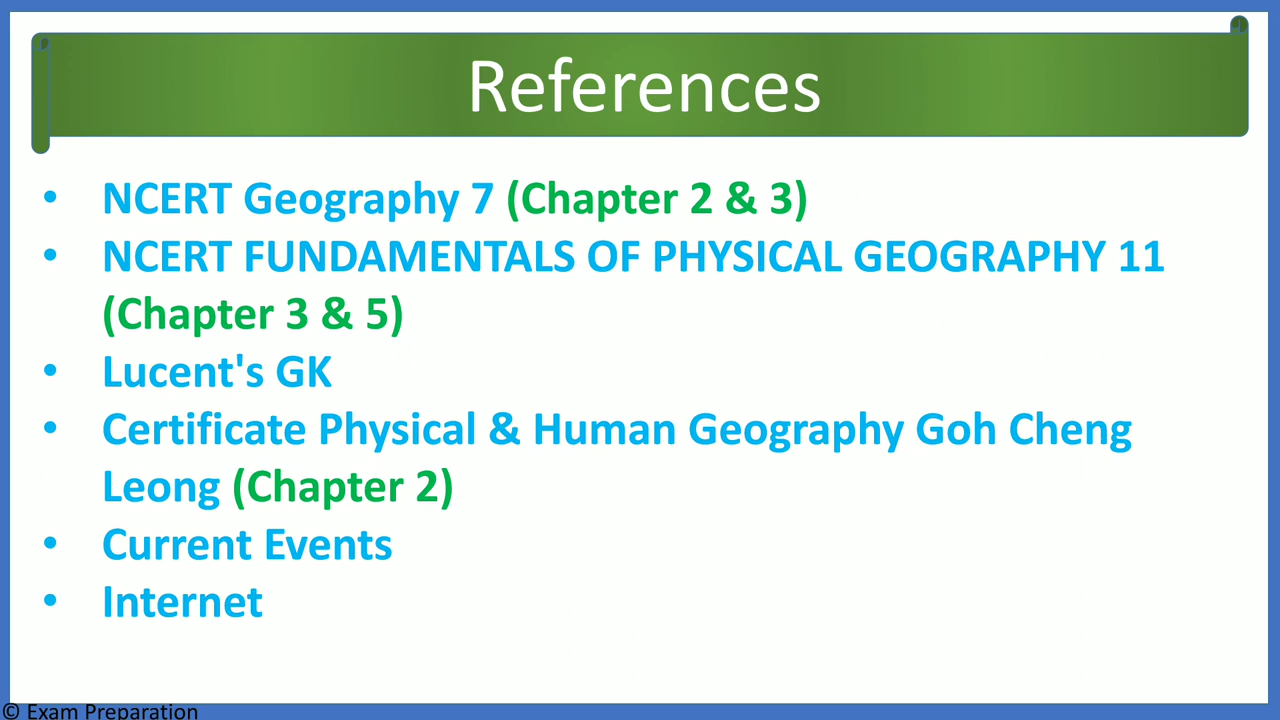 References
• NCERT Geography 7 (Chapter 2 & 3)
• NCERT FUNDAMENTALS OF PHYSICAL GEOGRAPHY 11
(Chapter 3 & 5)
• Lucent's GK
• Certificate Physical & Human Geography Goh Cheng
Leong (Chapter 2)
• Current Events
• Internet
© Exam Preparation